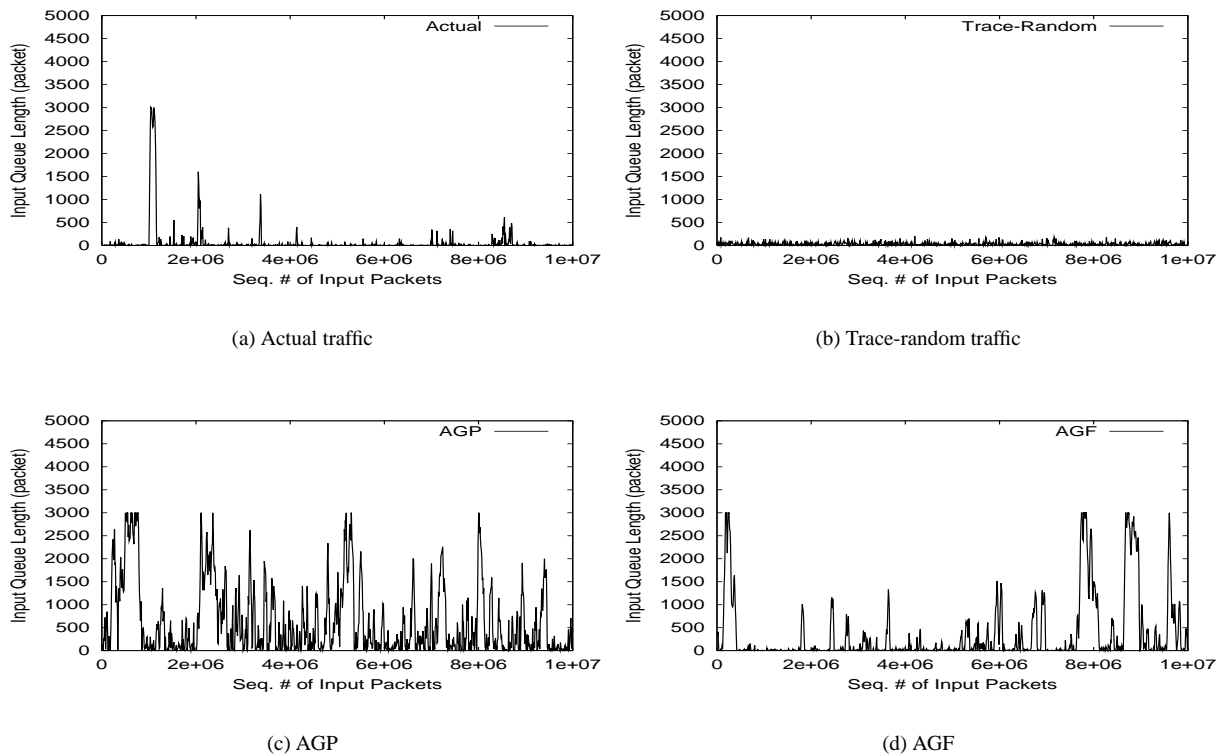 5000
4500
4000
3500
3000
2500
2000
1500
1000
500
0
Input Queue Length (packet)
Actual
0 2e+06 4e+06 6e+06 8e+06 1e+07
Seq. # of Input Packets
(a) Actual traffic
5000
4500
4000
3500
3000
2500
2000
1500
1000
500
0
Input Queue Length (packet)
Trace-Random
0 2e+06 4e+06 6e+06 8e+06 1e+07
Seq. # of Input Packets
(b) Trace-random traffic
5000
4500
4000
3500
3000
2500
2000
1500
1000
500
0
Input Queue Length (packet)
AGP
0 2e+06 4e+06 6e+06 8e+06 1e+07
Seq. # of Input Packets
(c) AGP
5000
4500
4000
3500
3000
2500
2000
1500
1000
500
0
Input Queue Length (packet)
AGF
0 2e+06 4e+06 6e+06 8e+06 1e+07
Seq. # of Input Packets
(d) AGF